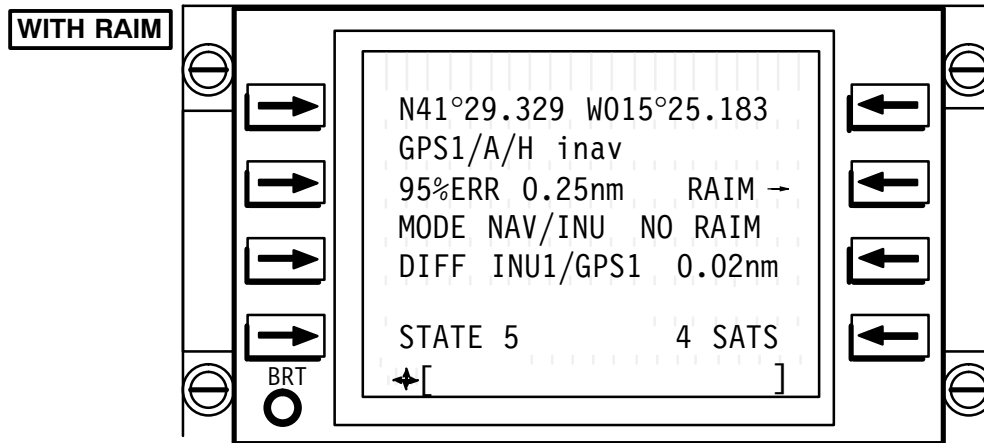 WITH RAIM
N41°29.329 W015°25.183
GPS1/A/H inav
95%ERR 0.25nm RAIM →
MODE NAV/INU NO RAIM
DIFF INU1/GPS1 0.02nm
STATE 5 4 SATS
[ ]
BRT